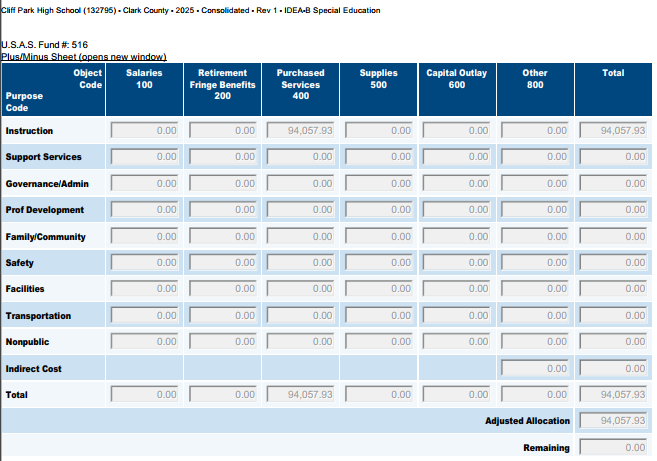 Cliff Park High School (132795) • Clark County • 2025 • Consolidated • Rev 1 • IDEA-B Special Education
U.S.A.S. Fund #: 516
Plus/Minus Sheet (opens new window)
Object Code Purpose Code Salaries 100 Retirement Fringe Benefits 200 Purchased Services 400 Supplies 500 Capital Outlay 600 Other 800 Total
Instruction 0.00 0.00 94,057.93 0.00 0.00 0.00 94,057.93
Support Services 0.00 0.00 0.00 0.00 0.00 0.00 0.00
Governance/Admin 0.00 0.00 0.00 0.00 0.00 0.00 0.00
Prof Development 0.00 0.00 0.00 0.00 0.00 0.00 0.00
Family/Community 0.00 0.00 0.00 0.00 0.00 0.00 0.00
Safety 0.00 0.00 0.00 0.00 0.00 0.00 0.00
Facilities 0.00 0.00 0.00 0.00 0.00 0.00 0.00
Transportation 0.00 0.00 0.00 0.00 0.00 0.00 0.00
Nonpublic 0.00 0.00 0.00 0.00 0.00 0.00 0.00
Indirect Cost 0.00 0.00
Total 0.00 0.00 94,057.93 0.00 0.00 0.00 94,057.93
Adjusted Allocation 94,057.93
Remaining 0.00